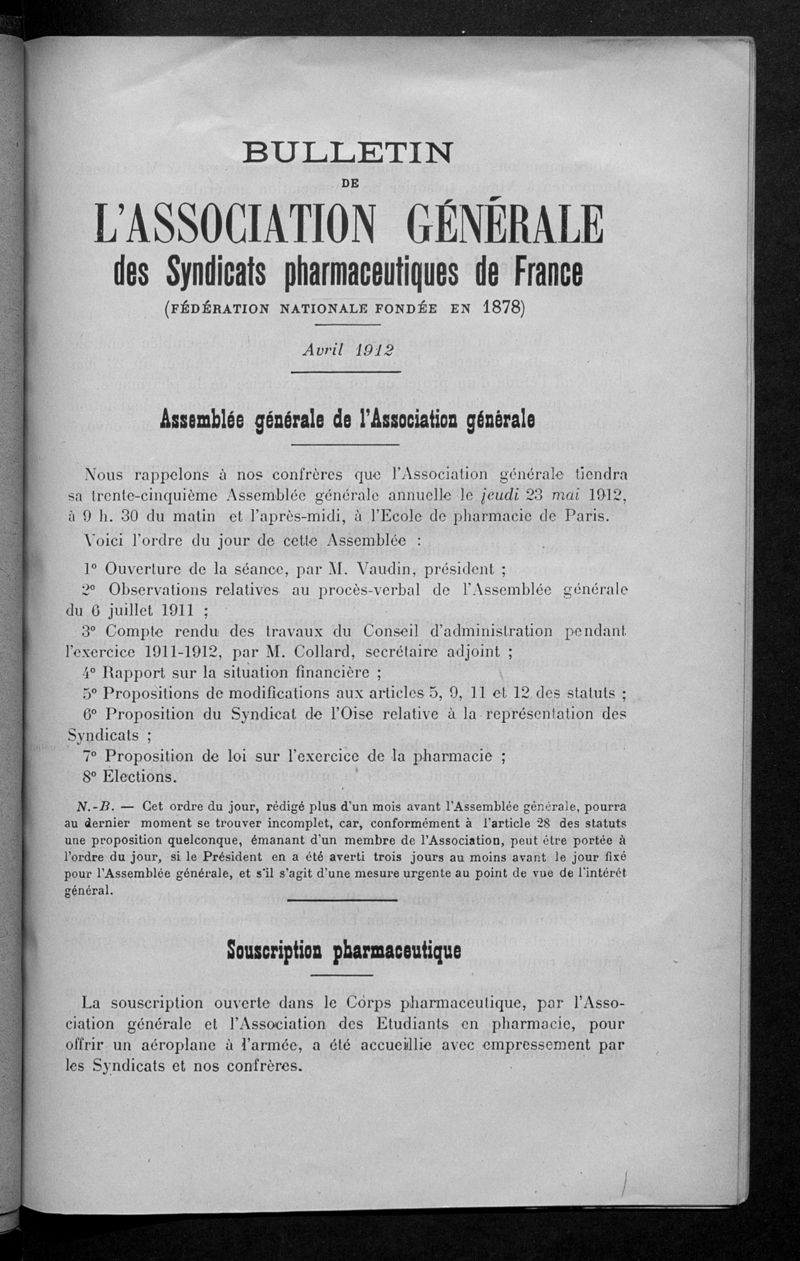 BULLETIN
DE
L'ASSOCIATION GÉNÉRALE
des Syndicats pharmaceutiques de France
(FÉDÉRATION NATIONALE FONDÉE EN 1878)
Avril 1912
Assemblée générale de l'Association générale
Nous rappelons à nos confrères que l'Association générale tiendra
sa trente-cinquième Assemblée générale annuelle le jeudi 23 mai 1912,
à 9 h. 30 du matin et l'après-midi, à l'Ecole de pharmacie de Paris.
Voici l'ordre du jour de cette Assemblée :
1° Ouverture de la séance, par M. Vaudin, président ;
2° Observations relatives au procès-verbal de l'Assemblée générale
du 6 juillet 1911 ;
3° Compte rendu des travaux du Conseil d'administration pendant
l'exercice 1911-1912, par M. Collard, secrétaire adjoint ;
4° Rapport sur la situation financière ;
5° Propositions de modifications aux articles 5, 9, 11 et 12 des statuts ;
6° Proposition du Syndicat de l'Oise relative à la représentation des
Syndicats ;
7° Proposition de loi sur l'exercice de la pharmacie ;
8° Elections.
N.-B. — Cet ordre du jour, rédigé plus d'un mois avant l'Assemblée générale, pourra
au dernier moment se trouver incomplet, car, conformément à l'article 28 des statuts
une proposition quelconque, émanant d'un membre de l'Association, peut être portée à
l'ordre du jour, si le Président en a été averti trois jours au moins avant le jour fixé
pour l'Assemblée générale, et s'il s'agit d'une mesure urgente au point de vue de l'intérêt
général.
Souscription pharmaceutique
La souscription ouverte dans le Corps pharmaceutique, par l'Asso-
ciation générale et l'Association des Etudiants en pharmacie, pour
offrir un aéroplane à l'armée, a été accueillie avec empressement par
les Syndicats et nos confrères.